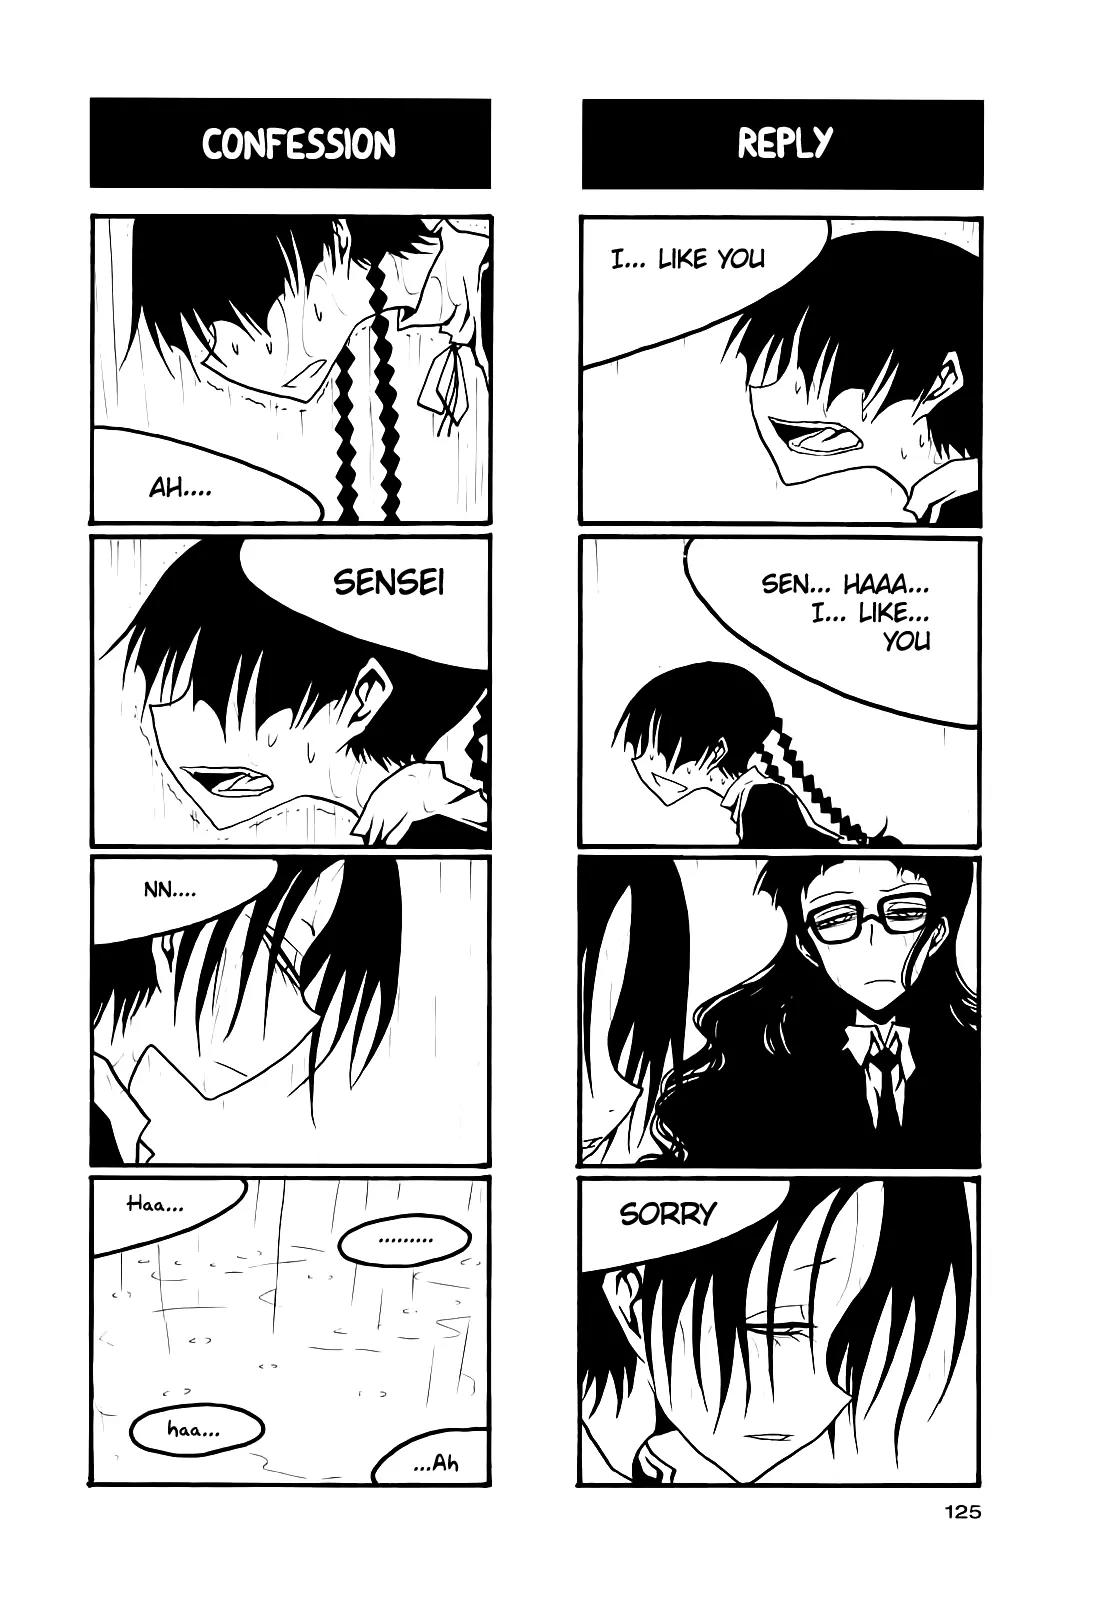 CONFESSION
AH....
SENSEI
NN....
Haa...
.........
haa...
...Ah
REPLY
I... LIKE YOU
SEN... HAAA...
I... LIKE...
YOU
SORRY
125